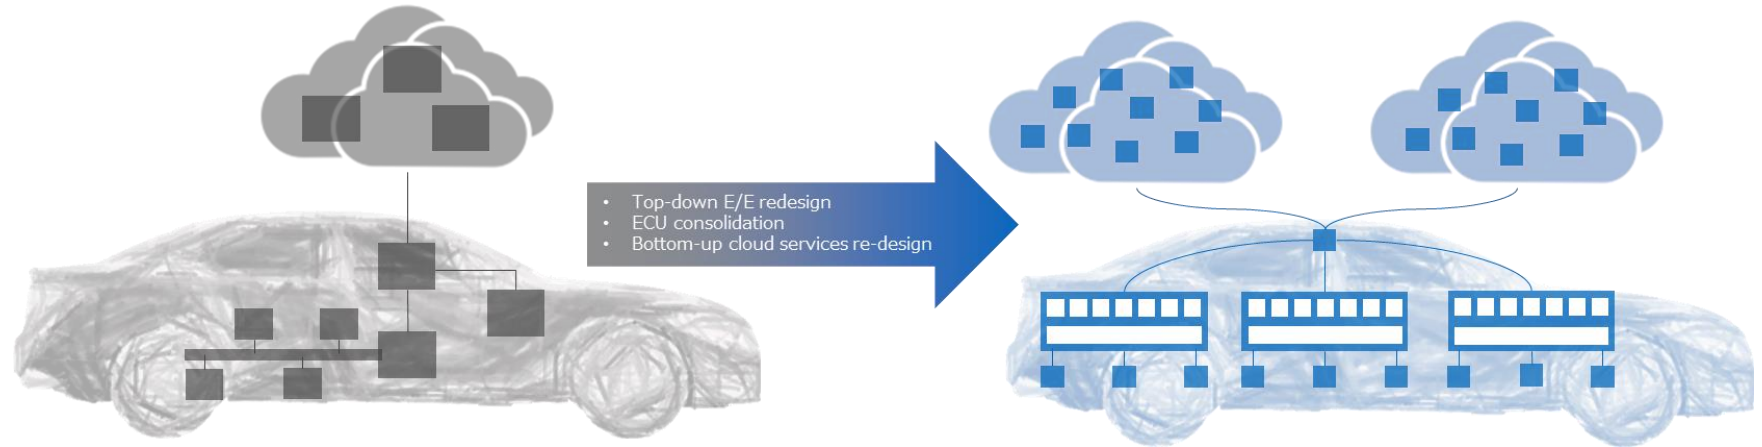 • Top-down E/E redesign
• ECU consolidation
• Bottom-up cloud services re-design